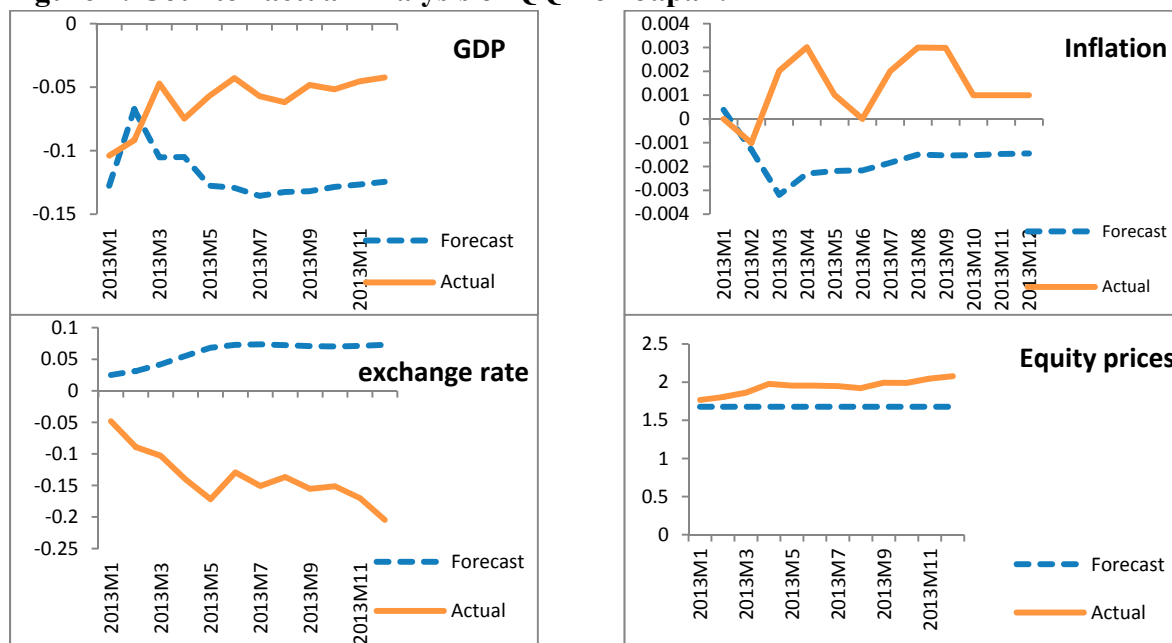 Figure Counterfactual Analysis of
GDP
0
-0.05
-0.1
-0.15
2013M1
2013M3
2013M5
2013M7
2013M9
2013M11
Forecast
Actual
Inflation
0.004
0.003
0.002
0.001
0
-0.001
-0.002
-0.003
-0.004
2013M1
2013M2
2013M3
2013M4
2013M5
2013M6
2013M7
2013M8
2013M9
2013M10
2013M11
2013M12
Forecast
Actual
exchange rate
0.1
0.05
0
-0.05
-0.1
-0.15
-0.2
-0.25
2013M1
2013M3
2013M5
2013M7
2013M9
2013M11
Forecast
Actual
Equity prices
2.5
2
1.5
1
0.5
0
2013M1
2013M3
2013M5
2013M7
2013M9
2013M11
Forecast
Actual